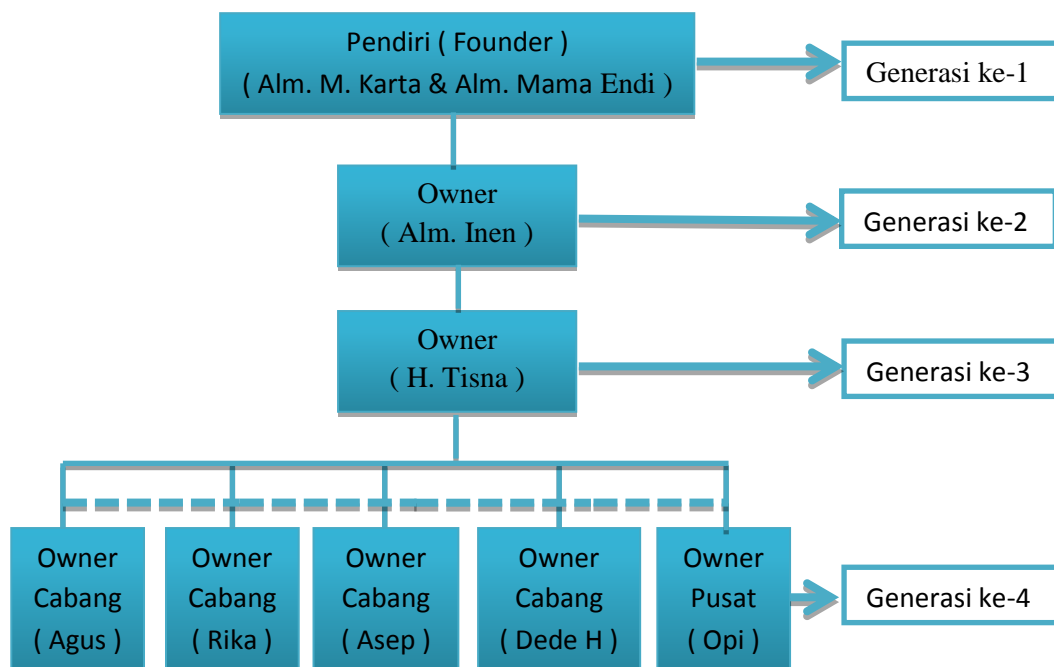 Pendiri ( Founder )
( Alm. M. Karta & Alm. Mama Endi )
Generasi ke-1
Owner
( Alm. Inen )
Generasi ke-2
Owner
( H. Tisna )
Generasi ke-3
Owner
Cabang
( Agus )
Owner
Cabang
( Rika )
Owner
Cabang
( Asep )
Owner
Cabang
( Dede H )
Owner
Pusat
( Opi )
Generasi ke-4